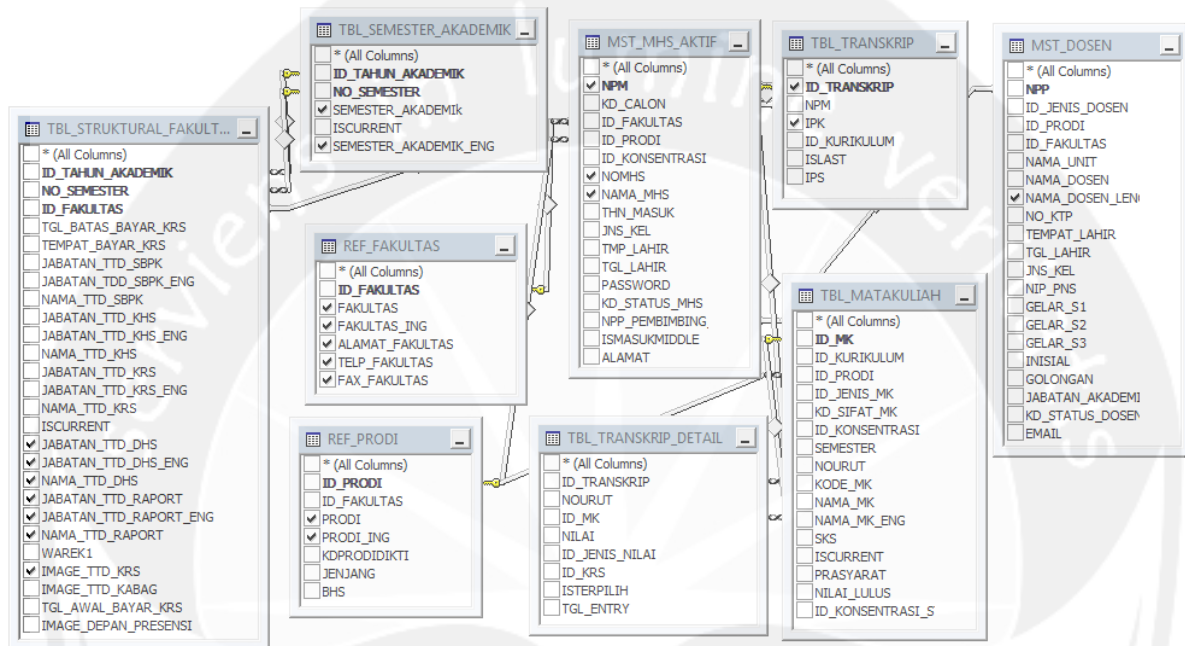 TBL_STRUKTURAL_FAKULT...
* (All Columns)
ID_TAHUN_AKADEMIK
NO_SEMESTER
ID_FAKULTAS
TGL_BATAS_BAYAR_KRS
TEMPAT_BAYAR_KRS
JABATAN_TTD_SBPK
JABATAN_TDD_SBPK_ENG
NAMA_TTD_SBPK
JABATAN_TTD_KHS
JABATAN_TTD_KHS_ENG
NAMA_TTD_KHS
JABATAN_TTD_KRS
JABATAN_TTD_KRS_ENG
NAMA_TTD_KRS
ISCURRENT
JABATAN_TTD_DHS
JABATAN_TTD_DHS_ENG
NAMA_TTD_DHS
JABATAN_TTD_RAPORT
JABATAN_TTD_RAPORT_ENG
NAMA_TTD_RAPORT
WAREK1
IMAGE_TTD_KRS
IMAGE_TTD_KABAG
TGL_AWAL_BAYAR_KRS
IMAGE_DEPAN_PRESENSI
TBL_SEMESTER_AKADEMIK
* (All Columns)
ID_TAHUN_AKADEMIK
NO_SEMESTER
SEMESTER_AKADEMIk
ISCURRENT
SEMESTER_AKADEMIK_ENG
REF_FAKULTAS
* (All Columns)
ID_FAKULTAS
FAKULTAS
FAKULTAS_ING
ALAMAT_FAKULTAS
TELP_FAKULTAS
FAX_FAKULTAS
REF_PRODI
* (All Columns)
ID_PRODI
ID_FAKULTAS
PRODI
PRODI_ING
KDPRODIDIKTI
JENJANG
BHS
MST_MHS_AKTIF
* (All Columns)
NPM
KD_CALON
ID_FAKULTAS
ID_PRODI
ID_KONSENTRASI
NOMHS
NAMA_MHS
THN_MASUK
JNS_KEL
TMP_LAHIR
TGL_LAHIR
PASSWORD
KD_STATUS_MHS
NPP_PEMBIMBING_
ISMASUKMIDDLE
ALAMAT
TBL_TRANSKRIP_DETAIL
* (All Columns)
ID_TRANSKRIP
NOURUT
ID_MK
NILAI
ID_JENIS_NILAI
ID_KRS
ISTERPILIH
TGL_ENTRY
TBL_TRANSKRIP
* (All Columns)
ID_TRANSKRIP
NPM
IPK
ID_KURIKULUM
ISLAST
IPS
TBL_MATAKULIAH
* (All Columns)
ID_MK
ID_KURIKULUM
ID_PRODI
ID_JENIS_MK
KD_SIFAT_MK
ID_KONSENTRASI
SEMESTER
NOURUT
KODE_MK
NAMA_MK
NAMA_MK_ENG
SKS
ISCURRENT
PRASYARAT
NILAI_LULUS
ID_KONSENTRASI_S
MST_DOSEN
* (All Columns)
NPP
ID_JENIS_DOSEN
ID_PRODI
ID_FAKULTAS
NAMA_UNIT
NAMA_DOSEN
NAMA_DOSEN_LEN
NO_KTP
TEMPAT_LAHIR
TGL_LAHIR
JNS_KEL
NIP_PNS
GELAR_S1
GELAR_S2
GELAR_S3
INISIAL
GOLONGAN
JABATAN_AKADEMI
KD_STATUS_DOSEN
EMAIL